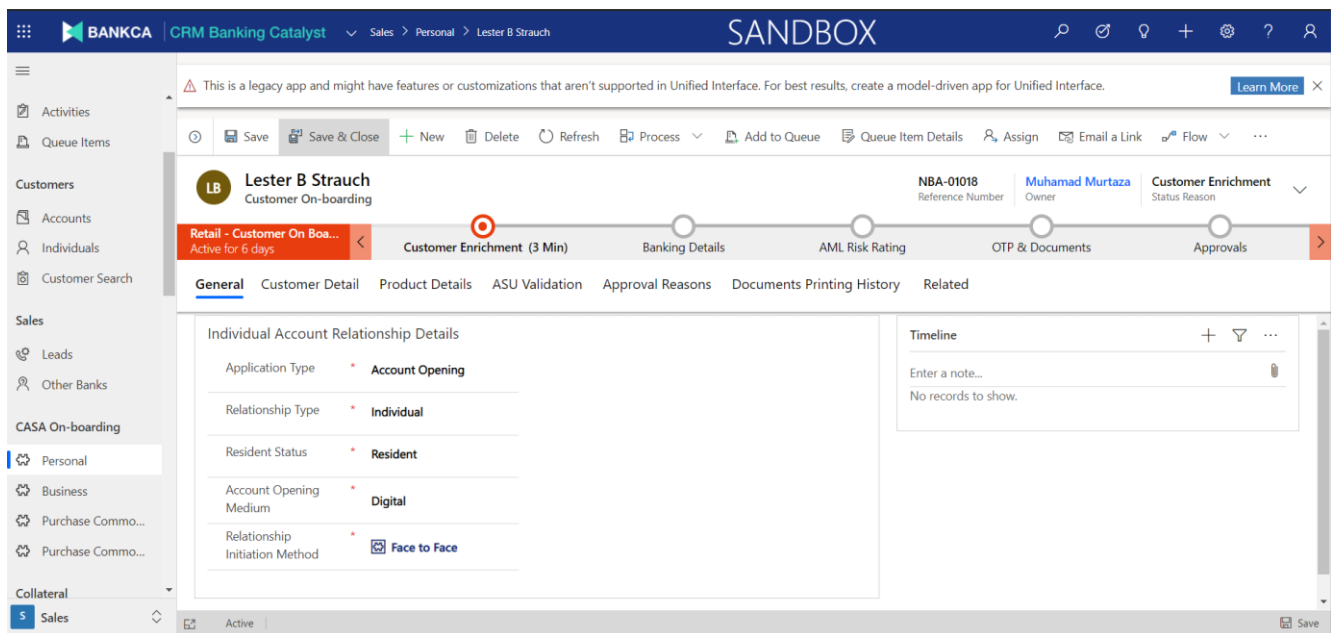 BANKCA CRM Banking Catalyst Sales > Personal > Lester B Strauch SANDBOX
This is a legacy app and might have features or customizations that aren't supported in Unified Interface. For best results, create a model-driven app for Unified Interface. Learn More
Activities
Queue Items
Customers
Accounts
Individuals
Customer Search
Sales
Leads
Other Banks
CASA On-boarding
Personal
Business
Purchase Commo...
Purchase Commo...
Collateral
S Sales
Save Save & Close New Delete Refresh Process Add to Queue Queue Item Details Assign Email a Link Flow ...
LB
Lester B Strauch
Customer On-boarding
NBA-01018
Reference Number
Muhamad Murtaza
Owner
Customer Enrichment
Status Reason
Retail - Customer On Boa...
Active for 6 days
Customer Enrichment (3 Min) Banking Details AML Risk Rating OTP & Documents Approvals
General Customer Detail Product Details ASU Validation Approval Reasons Documents Printing History Related
Individual Account Relationship Details
Application Type * Account Opening
Relationship Type * Individual
Resident Status * Resident
Account Opening
Medium * Digital
Relationship
Initiation Method * Face to Face
Timeline
Enter a note...
No records to show.
Active
Save